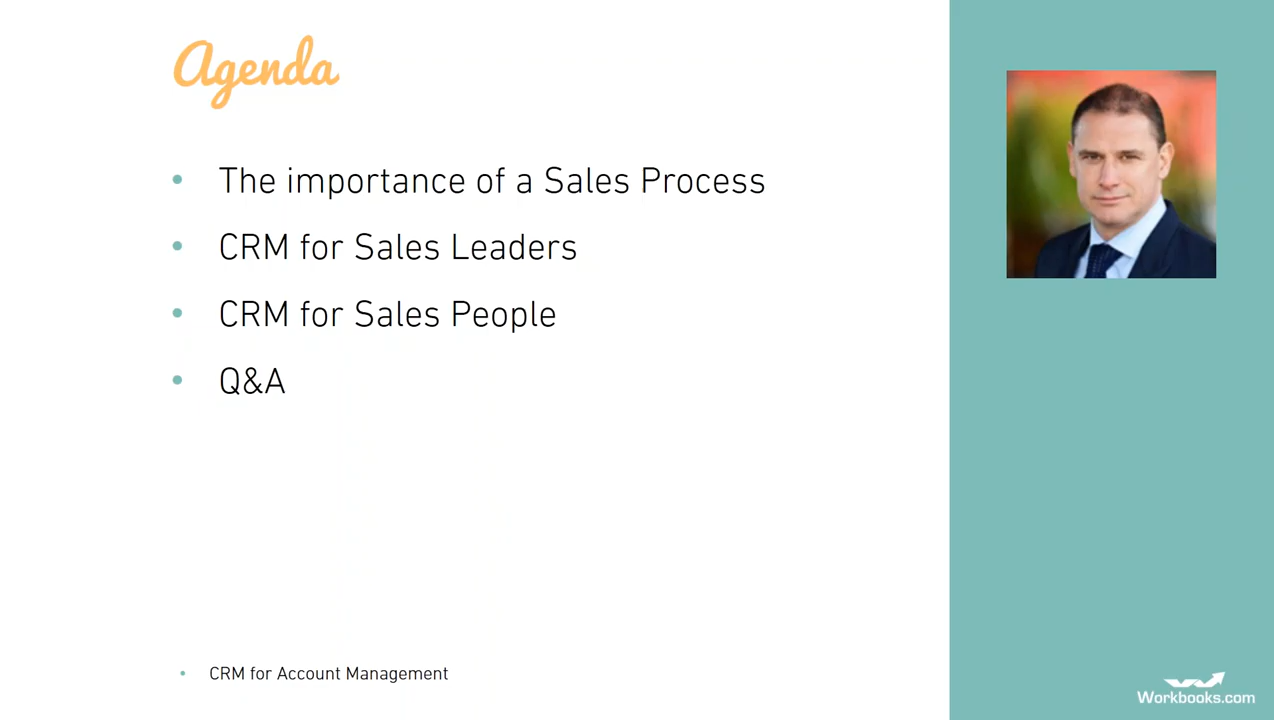 Agenda
• The importance of a Sales Process
• CRM for Sales Leaders
• CRM for Sales People
• Q&A
• CRM for Account Management
Workbooks.com